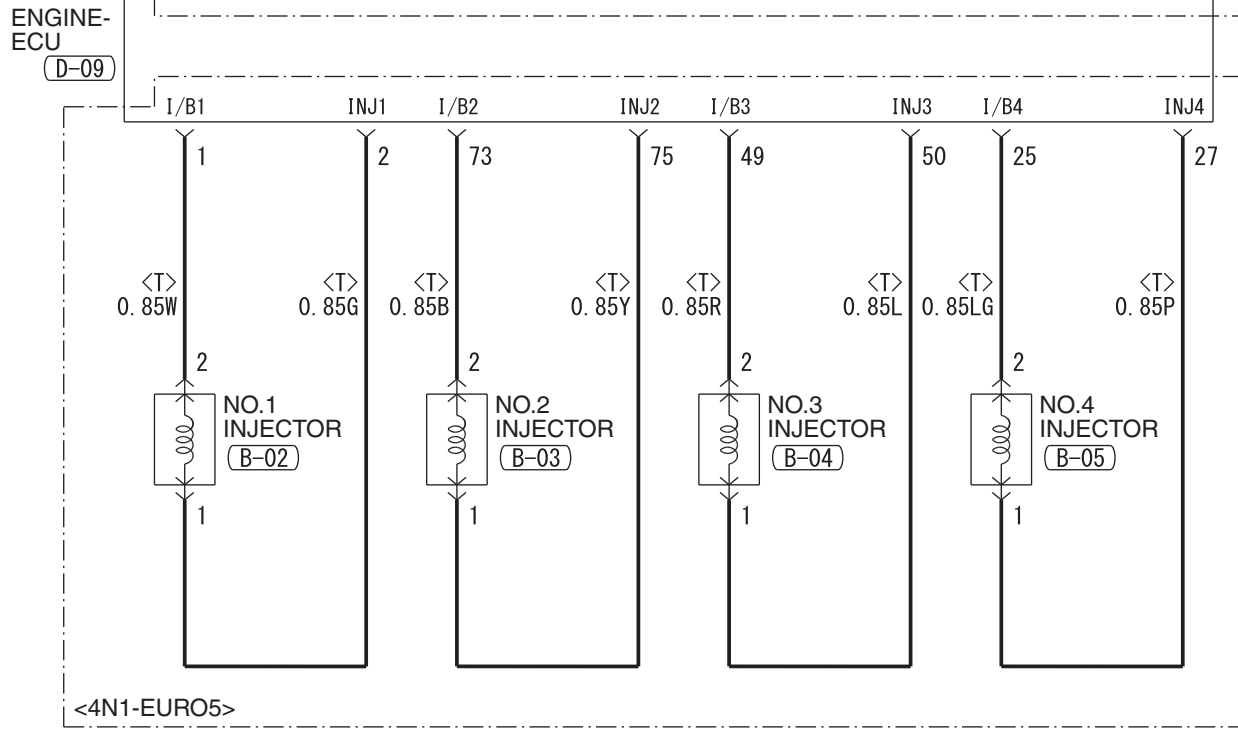 ENGINE-
ECU
D-09
I/B1 INJ1 I/B2 INJ2 I/B3 INJ3 I/B4 INJ4
1 2 73 75 49 50 25 27
<T> <T> <T> <T> <T> <T> <T> <T>
0.85W 0.85G 0.85B 0.85Y 0.85R 0.85L 0.85LG 0.85P
2 2 2 2
NO.1
INJECTOR
B-02
NO.2
INJECTOR
B-03
NO.3
INJECTOR
B-04
NO.4
INJECTOR
B-05
1 1 1 1
<4N1-EURO5>